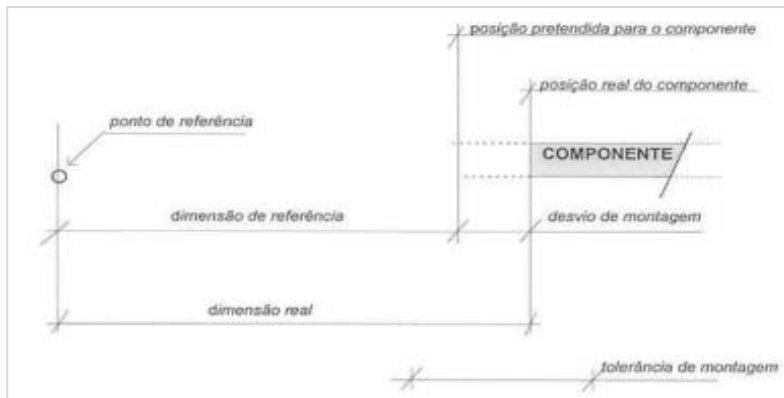 posição pretendida para o componente
posição real do componente
ponto de referência
COMPONENTE
dimensão de referência
desvio de montagem
dimensão real
tolerância de montagem